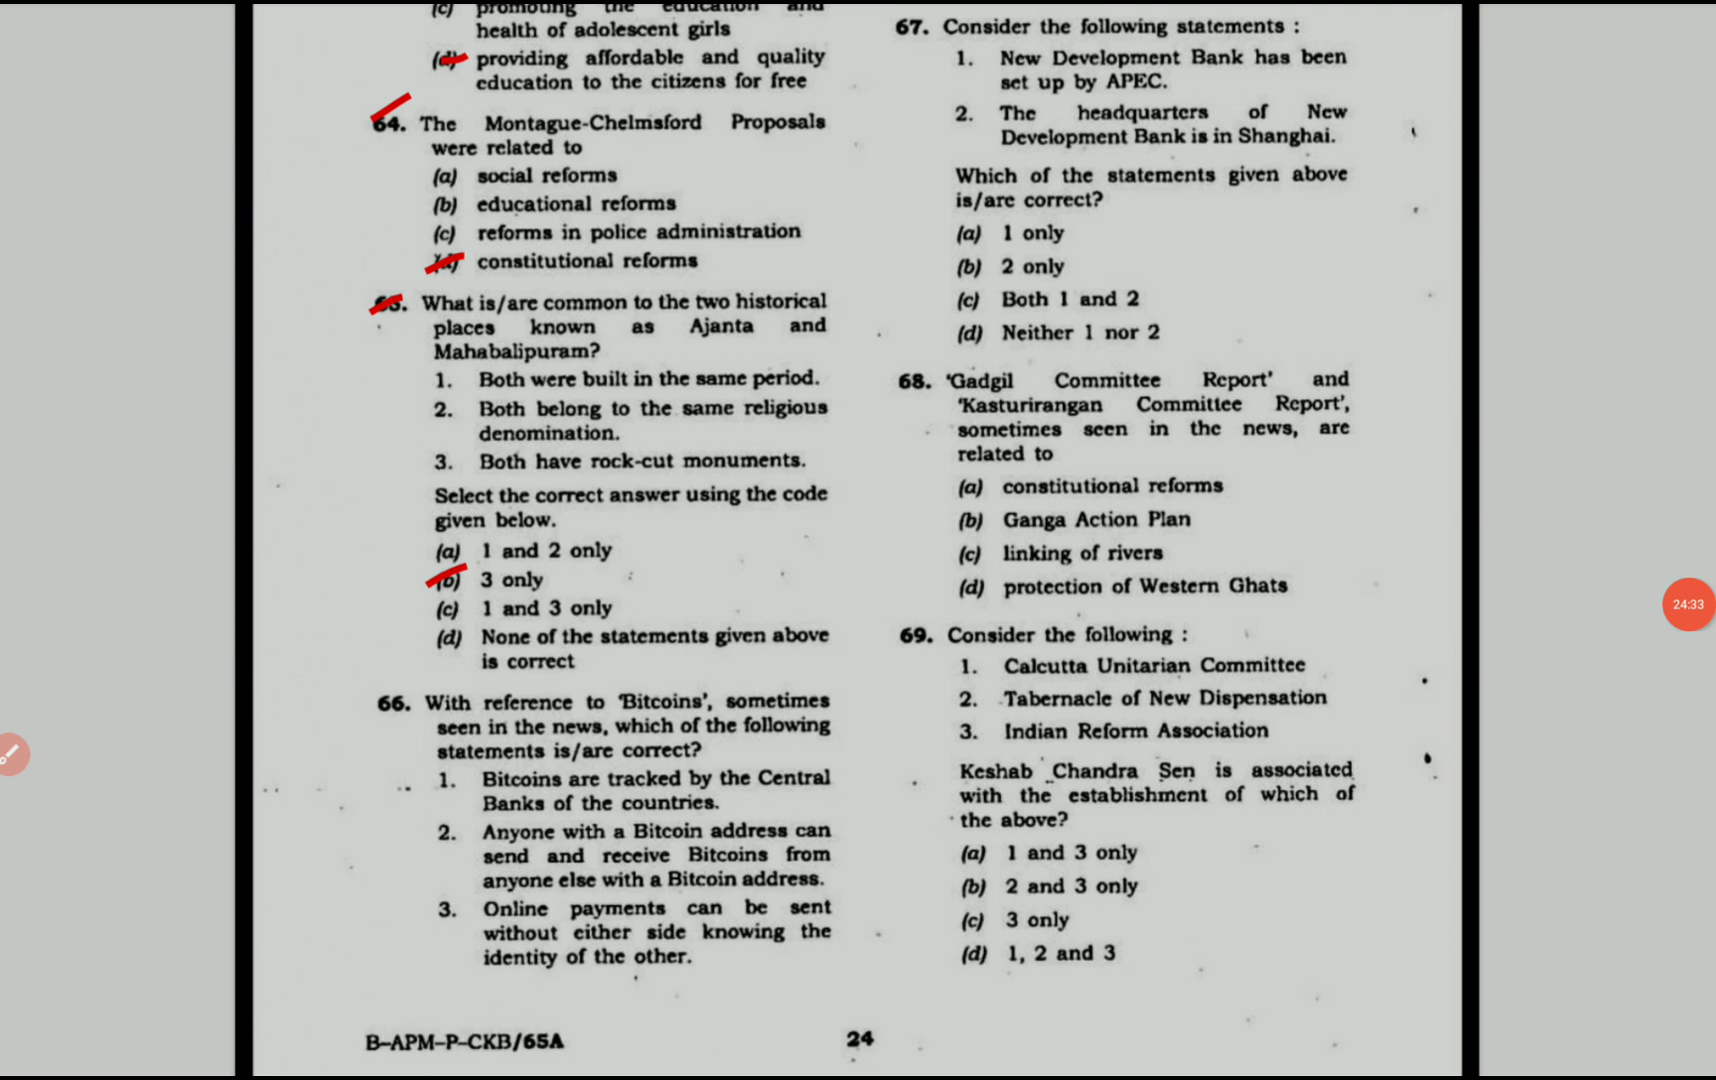 (c) promoting the education and
health of adolescent girls
(d) providing affordable and quality
education to the citizens for free
64. The Montague-Chelmsford Proposals
were related to
(a) social reforms
(b) educational reforms
(c) reforms in police administration
(d) constitutional reforms
65. What is/are common to the two historical
places known as Ajanta and
Mahabalipuram?
1. Both were built in the same period.
2. Both belong to the same religious
denomination.
3. Both have rock-cut monuments.
Select the correct answer using the code
given below.
(a) 1 and 2 only
(b) 3 only
(c) 1 and 3 only
(d) None of the statements given above
is correct
66. With reference to 'Bitcoins', sometimes
seen in the news, which of the following
statements is/are correct?
1. Bitcoins are tracked by the Central
Banks of the countries.
2. Anyone with a Bitcoin address can
send and receive Bitcoins from
anyone else with a Bitcoin address.
3. Online payments can be sent
without either side knowing the
identity of the other.
67. Consider the following statements :
1. New Development Bank has been
set up by APEC.
2. The headquarters of New
Development Bank is in Shanghai.
Which of the statements given above
is/are correct?
(a) 1 only
(b) 2 only
(c) Both 1 and 2
(d) Neither 1 nor 2
68. 'Gadgil Committee Report' and
'Kasturirangan Committee Report',
sometimes seen in the news, are
related to
(a) constitutional reforms
(b) Ganga Action Plan
(c) linking of rivers
(d) protection of Western Ghats
69. Consider the following :
1. Calcutta Unitarian Committee
2. Tabernacle of New Dispensation
3. Indian Reform Association
Keshab Chandra Sen is associated
with the establishment of which of
the above?
(a) 1 and 3 only
(b) 2 and 3 only
(c) 3 only
(d) 1, 2 and 3
B–APM–P–CKB/65A
24
24:33